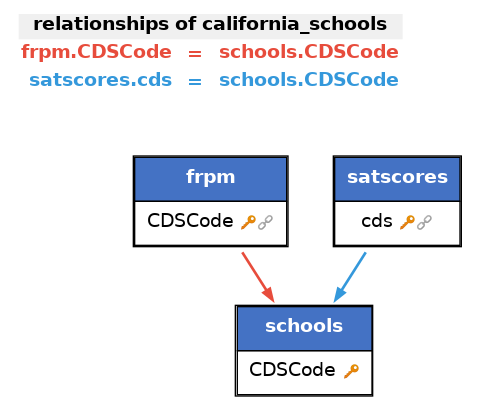 relationships of california_schools
frpm.CDSCode = schools.CDSCode
satscores.cds = schools.CDSCode
frpm
CDSCode
satscores
cds
schools
CDSCode